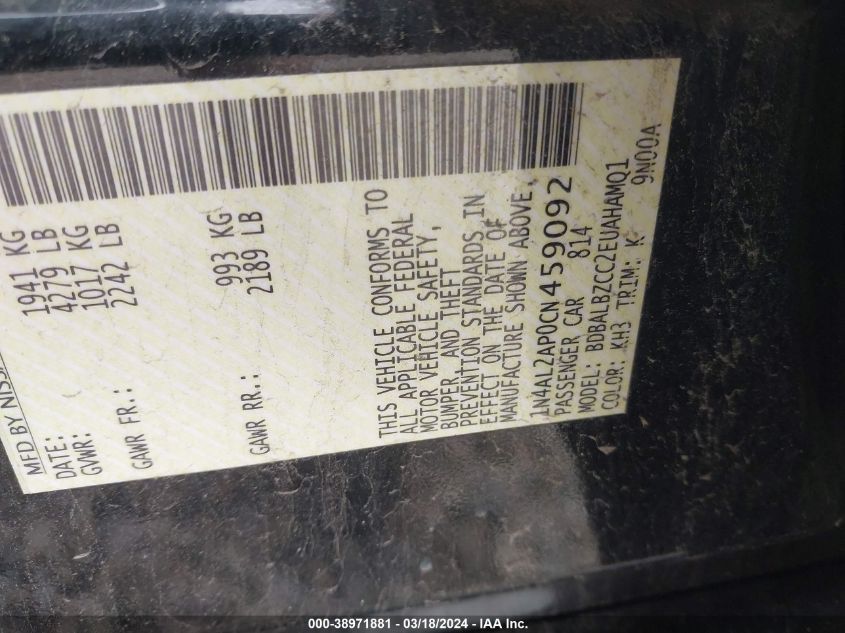 MFD BY NISS
DATE:
GVWR: 1941 KG
4279 LB
GAWR FR.: 1017 KG
2242 LB
GAWR RR.: 993 KG
2189 LB
THIS VEHICLE CONFORMS TO
ALL APPLICABLE FEDERAL
MOTOR VEHICLE SAFETY,
BUMPER, AND THEFT
PREVENTION STANDARDS IN
EFFECT ON THE DATE OF
MANUFACTURE SHOWN ABOVE.
1N4AL2AP0CN459092
PASSENGER CAR 814
MODEL: BDBALBZCC2EUAHAMQ1
COLOR: KH3 TRIM: K 9N00A
000-38971881 / 03/18/2024 - IAA Inc.